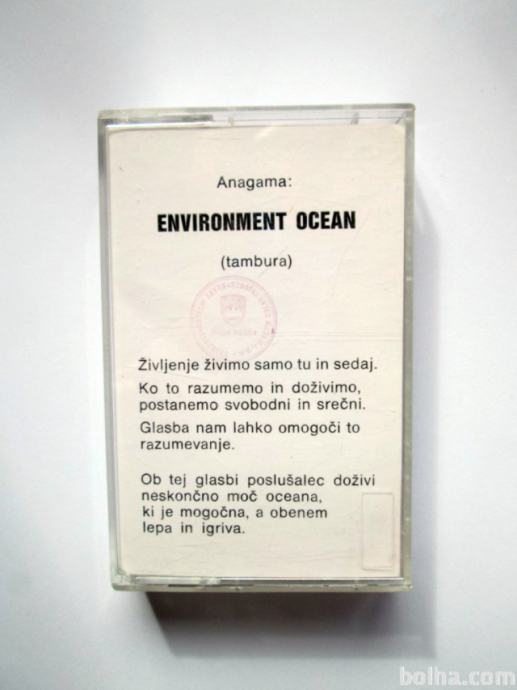 Anagama:
ENVIRONMENT OCEAN
(tambura)
Življenje živimo samo tu in sedaj.
Ko to razumemo in doživimo,
postanemo svobodni in srečni.
Glasba nam lahko omogoči to
razumevanje.
Ob tej glasbi poslušalec doživi
neskončno moč oceana,
ki je mogočna, a obenem
lepa in igriva.
bolha.com